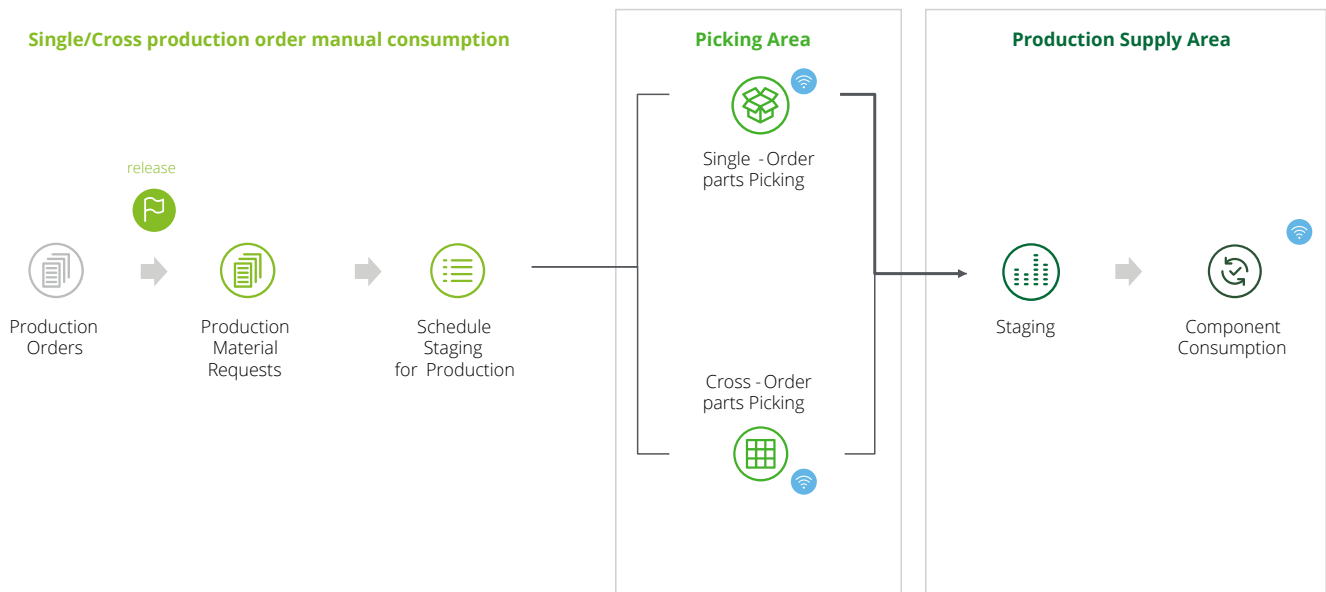 Single/Cross production order manual consumption
Picking Area
Production Supply Area
release
Single - Order
parts Picking
Production
Orders
Production
Material
Requests
Schedule
Staging
for Production
Staging
Component
Consumption
Cross - Order
parts Picking